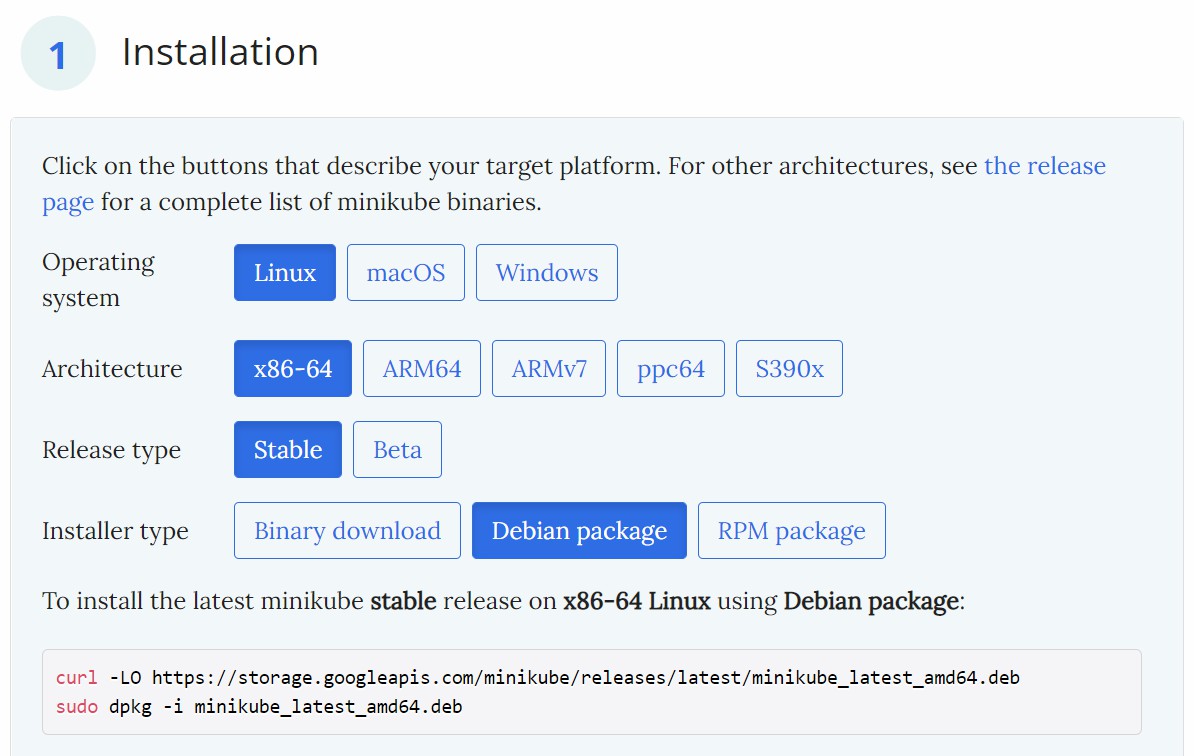 1 Installation
Click on the buttons that describe your target platform. For other architectures, see the release
page for a complete list of minikube binaries.
Operating
system
Linux macOS Windows
Architecture x86-64 ARM64 ARMv7 ppc64 S390x
Release type Stable Beta
Installer type Binary download Debian package RPM package
To install the latest minikube stable release on x86-64 Linux using Debian package:
curl -LO https://storage.googleapis.com/minikube/releases/latest/minikube_latest_amd64.deb
sudo dpkg -i minikube_latest_amd64.deb